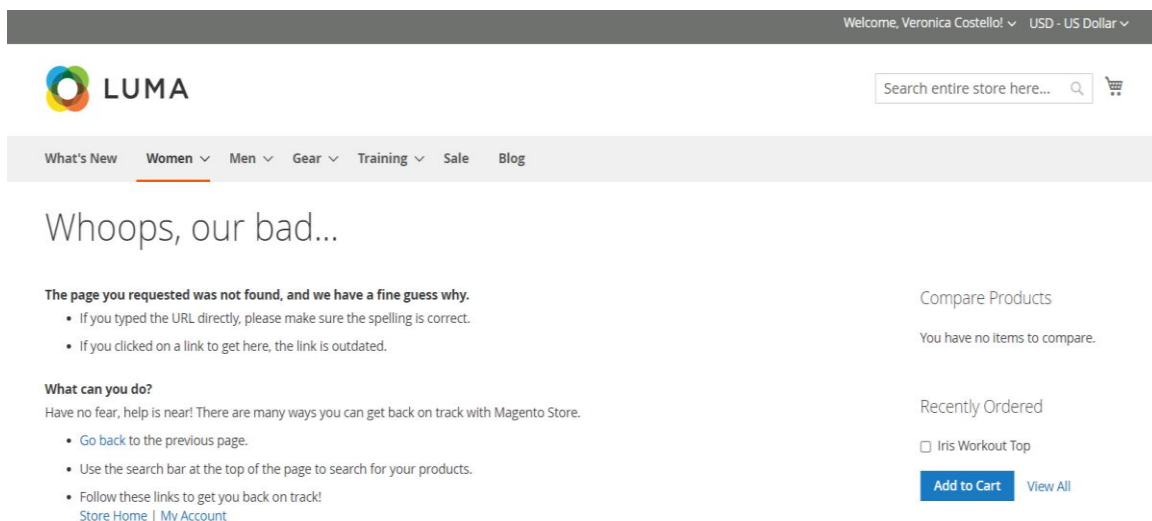 Welcome, Veronica Costello! USD - US Dollar
LUMA
Search entire store here...
What's New Women Men Gear Training Sale Blog
Whoops, our bad...
The page you requested was not found, and we have a fine guess why.
If you typed the URL directly, please make sure the spelling is correct.
If you clicked on a link to get here, the link is outdated.
What can you do?
Have no fear, help is near! There are many ways you can get back on track with Magento Store.
Go back to the previous page.
Use the search bar at the top of the page to search for your products.
Follow these links to get you back on track!
Store Home | My Account
Compare Products
You have no items to compare.
Recently Ordered
Iris Workout Top
Add to Cart View All